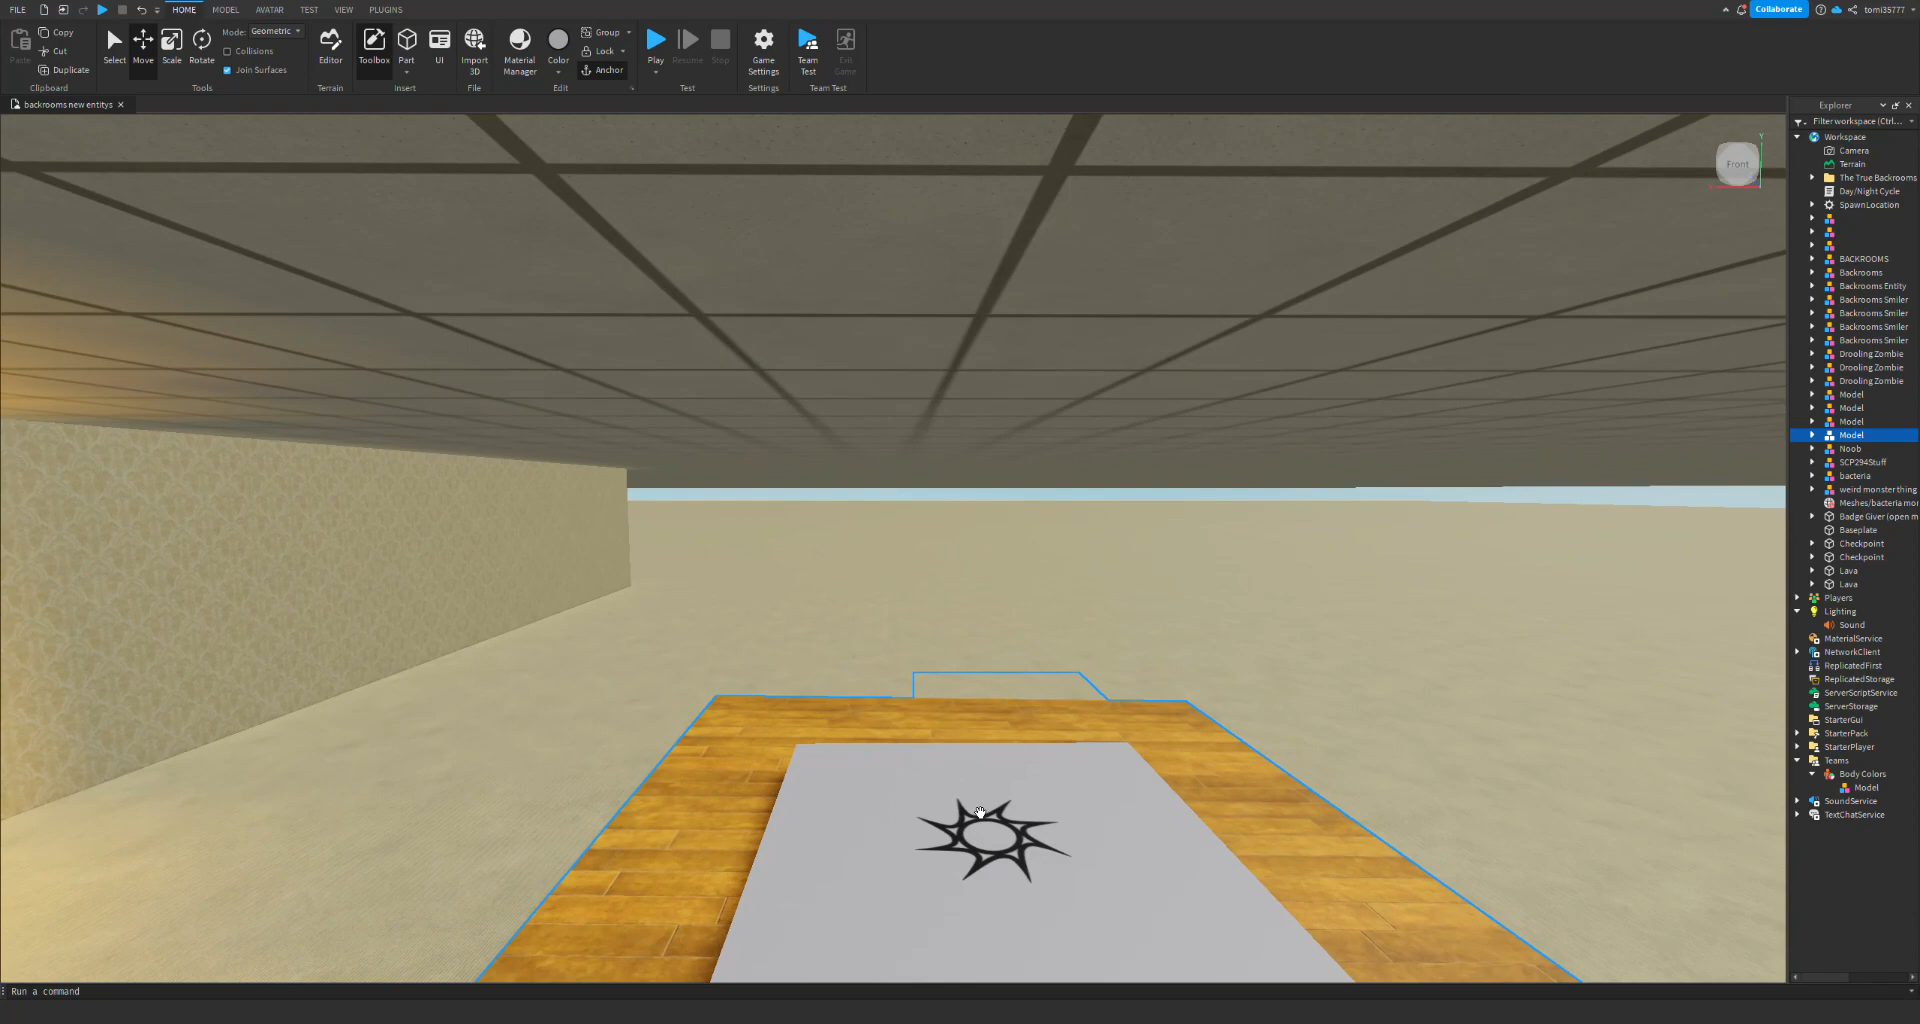 FILE HOME MODEL AVATAR TEST VIEW PLUGINS Collaborate tomi35777
Paste Copy Cut Duplicate Clipboard
Select Move Scale Rotate Mode: Geometric Collisions Join Surfaces Tools
Editor Terrain
Toolbox Part UI Insert
Import 3D File
Material Manager Color Group Lock Anchor Edit
Play Resume Stop Test
Game Settings Settings
Team Test Exit Game Team Test
backrooms new entitys
Front
Y
Explorer
Filter workspace (Ctrl...
Workspace
Camera
Terrain
The True Backrooms
Day/Night Cycle
SpawnLocation
BACKROOMS
Backrooms
Backrooms Entity
Backrooms Smiler
Backrooms Smiler
Backrooms Smiler
Backrooms Smiler
Drooling Zombie
Drooling Zombie
Drooling Zombie
Model
Model
Model
Model
Noob
SCP294Stuff
bacteria
weird monster thing
Meshes/bacteria mo
Badge Giver (open m
Baseplate
Checkpoint
Checkpoint
Lava
Lava
Players
Lighting
Sound
MaterialService
NetworkClient
ReplicatedFirst
ReplicatedStorage
ServerScriptService
ServerStorage
StarterGui
StarterPack
StarterPlayer
Teams
Body Colors
Model
SoundService
TextChatService
Run a command